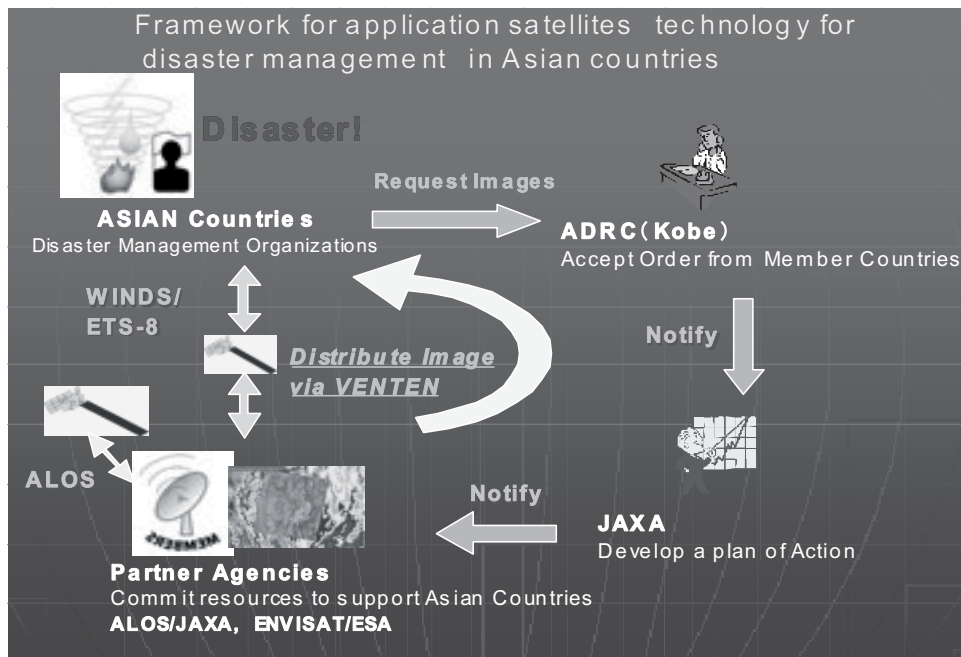 Framework for application satellites technology for
disaster management in Asian countries
Disaster!
Request Images
ASIAN Countries
Disaster Management Organizations
ADRC(Kobe)
Accept Order from Member Countries
WINDS/
ETS-8
Notify
Distribute Image
via VENTEN
ALOS
MEMBERS
Notify
JAXA
Develop a plan of Action
Partner Agencies
Commit resources to support Asian Countries
ALOS/JAXA, ENVISAT/ESA